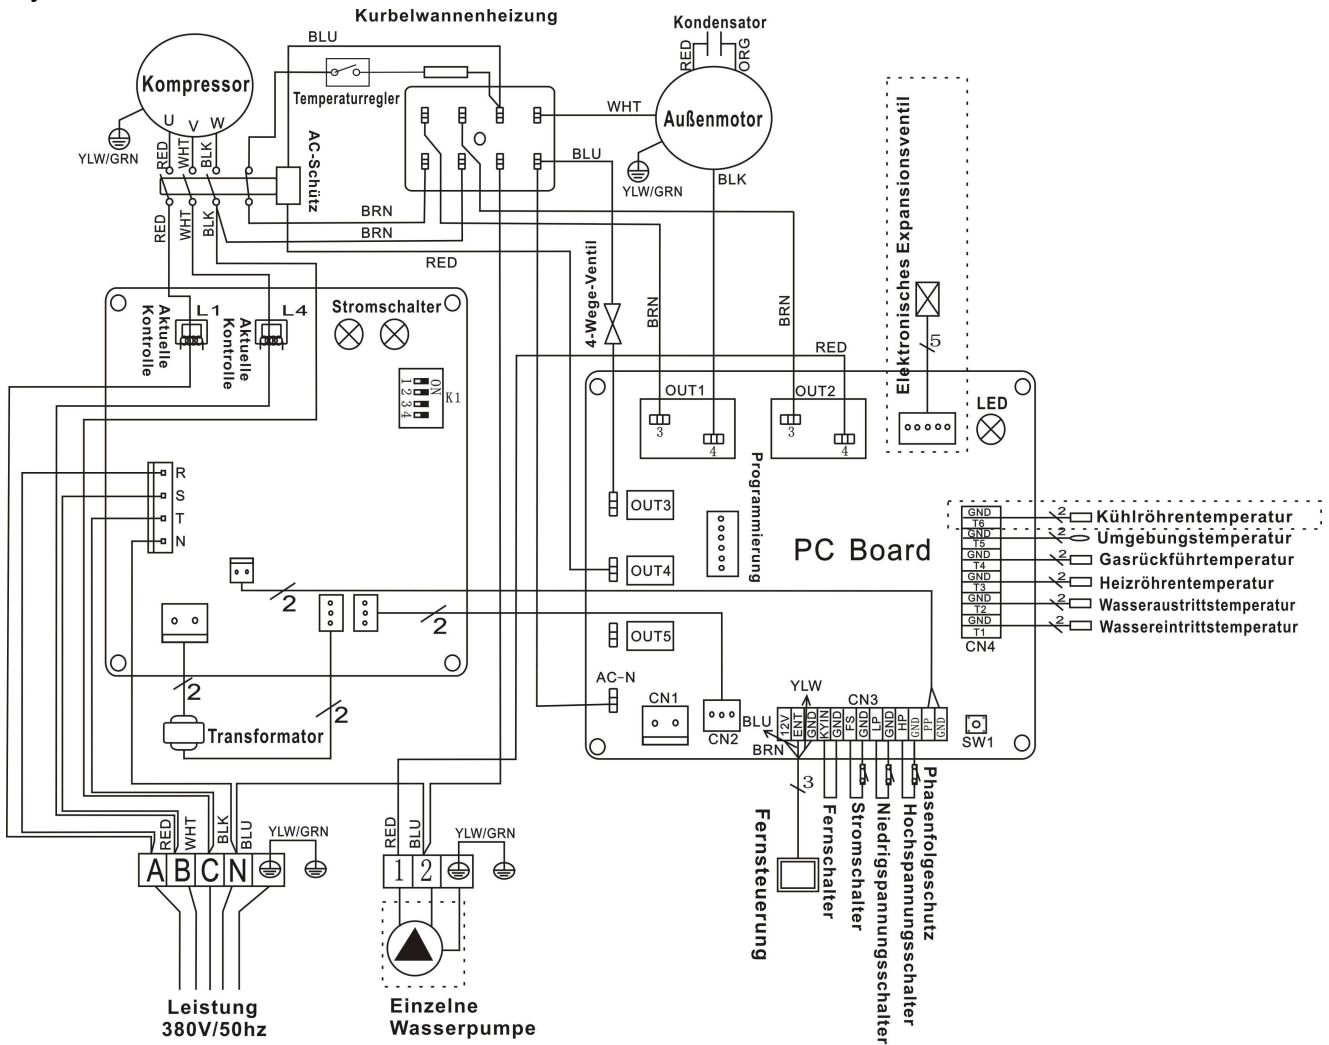 Kurbelwannenheizung
Kondensator
BLU
RED
ORG
Kompressor
Temperaturregler
Außenmotor
WHT
U
V
W
YLW/GRN
RED
WHT
BLK
AC-Schütz
BLU
YLW/GRN
BLK
BRN
BRN
RED
RED
WHT
BLK
4-Wege-Ventil
BRN
BRN
RED
Elektronisches Expansionsventil
5
Aktuelle
Kontrolle
L1
Aktuelle
Kontrolle
L4
Stromschalter
1
2
3
4
ON
K1
OUT1
3
4
OUT2
3
4
LED
R
S
T
N
OUT3
OUT4
OUT5
AC-N
Programmierung
PC Board
GND
T6
GND
T5
GND
T4
GND
T3
GND
T2
GND
T1
CN4
2
Kühlröhrentemperatur
2
Umgebungstemperatur
2
Gasrückführtemperatur
2
Heizröhrentemperatur
2
Wasseraustrittstemperatur
2
Wassereintrittstemperatur
2
2
2
2
Transformator
CN1
CN2
YLW
BLU
BRN
CN3
12V
ENT
GND
KYIN
GND
FS
GND
LP
GND
HP
GND
PP
GND
SW1
3
Fernsteuerung
Fernschalter
Stromschalter
Niedrigspannungsschalter
Hochspannungsschalter
Phasenfolgeschutz
RED
WHT
BLK
BLU
YLW/GRN
A
B
C
N
RED
BLU
YLW/GRN
1
2
Leistung
380V/50hz
Einzelne
Wasserpumpe